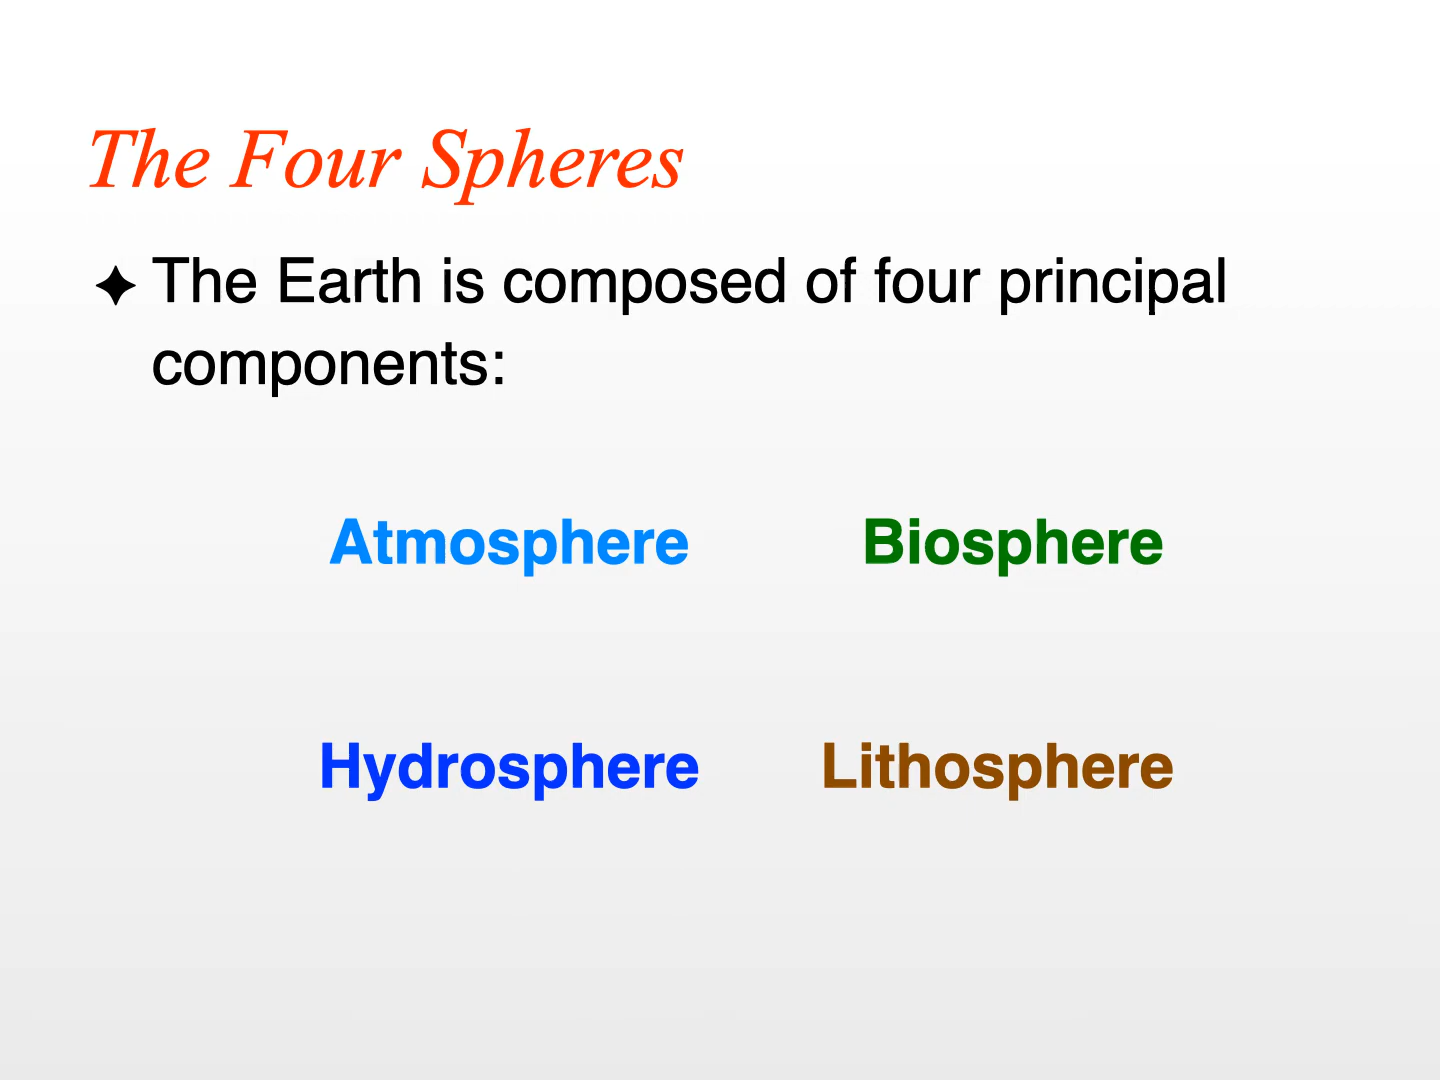 The Four Spheres
✦ The Earth is composed of four principal
components:
Atmosphere Biosphere
Hydrosphere Lithosphere